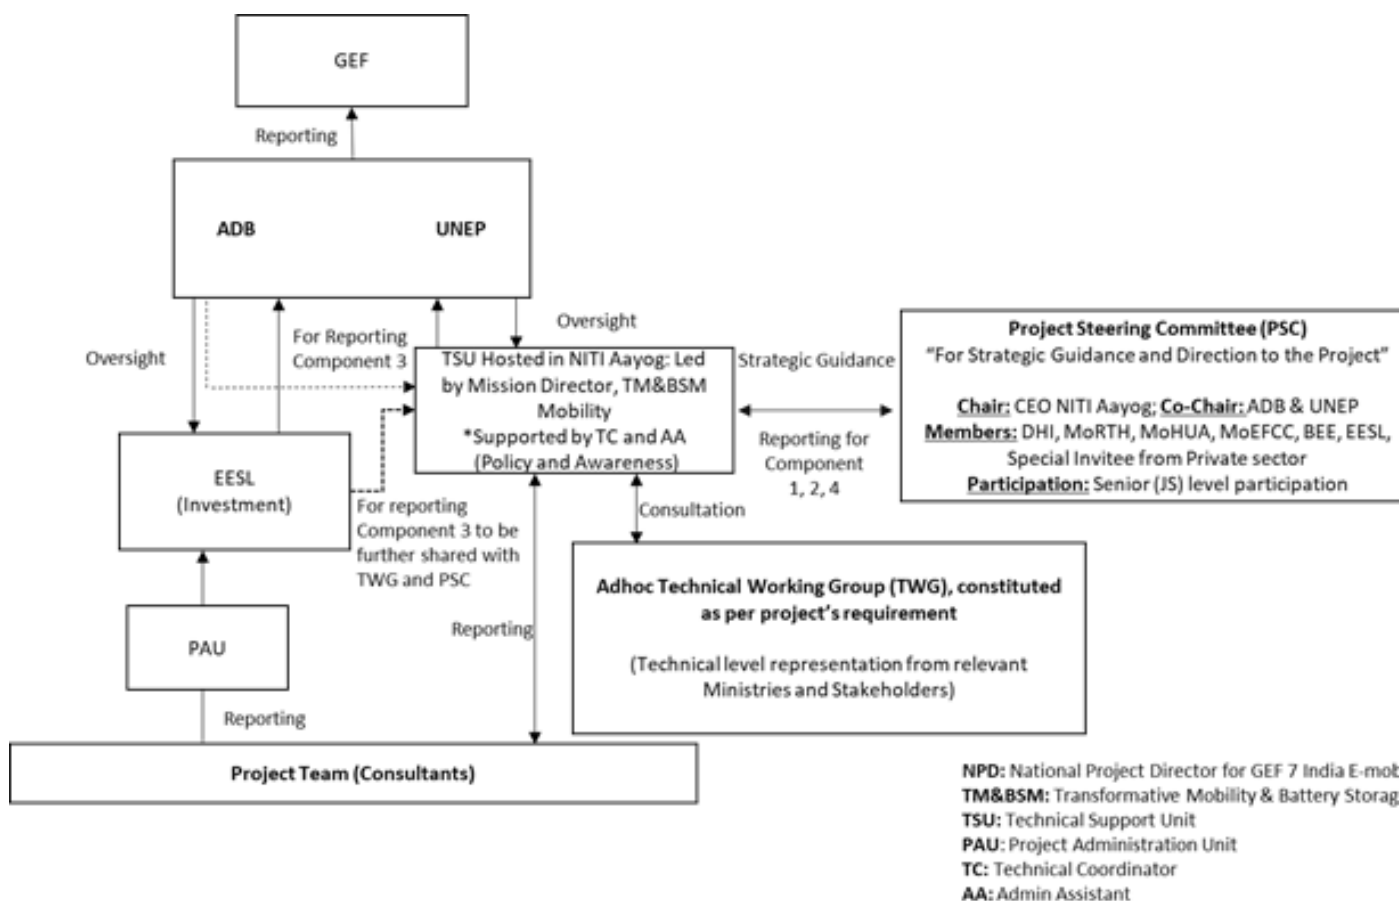 GEF
Reporting
ADB
UNEP
Oversight
For Reporting
Component 3
Oversight
TSU Hosted in NITI Aayog: Led
by Mission Director, TM&BSM
Mobility
*Supported by TC and AA
(Policy and Awareness)
Strategic Guidance
Reporting for
Component
1, 2, 4
Project Steering Committee (PSC)
“For Strategic Guidance and Direction to the Project”
Chair: CEO NITI Aayog; Co-Chair: ADB & UNEP
Members: DHI, MoRTH, MoHUA, MoEFCC, BEE, EESL,
Special Invitee from Private sector
Participation: Senior (JS) level participation
EESL
(Investment)
For reporting
Component 3 to be
further shared with
TWG and PSC
Consultation
Adhoc Technical Working Group (TWG), constituted
as per project’s requirement
(Technical level representation from relevant
Ministries and Stakeholders)
PAU
Reporting
Reporting
Project Team (Consultants)
NPD: National Project Director for GEF 7 India E-mob
TM&BSM: Transformative Mobility & Battery Storag
TSU: Technical Support Unit
PAU: Project Administration Unit
TC: Technical Coordinator
AA: Admin Assistant